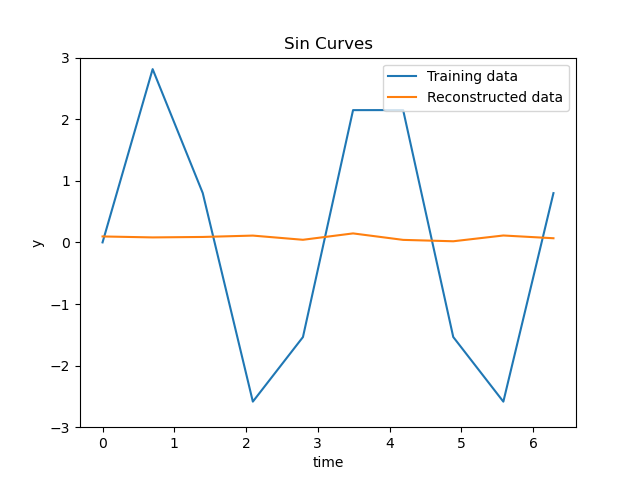 Sin Curves
Training data
Reconstructed data
3
2
1
0
−1
−2
−3
y
0 1 2 3 4 5 6
time